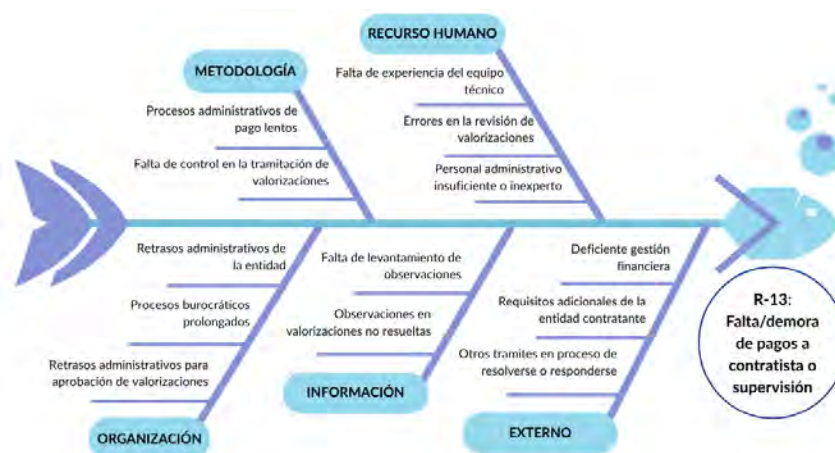 RECURSO HUMANO
METODOLOGÍA
Falta de experiencia del equipo
técnico
Errores en la revisión de
valorizaciones
Personal administrativo
insuficiente o inexperto
Procesos administrativos de
pago lentos
Falta de control en la tramitación de
valorizaciones
Retrasos administrativos de
la entidad
Procesos burocráticos
prolongados
Retrasos administrativos para
aprobación de valorizaciones
ORGANIZACIÓN
Falta de levantamiento de
observaciones
Observaciones en
valorizaciones no resueltas
INFORMACIÓN
Deficiente gestión
financiera
Requisitos adicionales de la
entidad contratante
Otros tramites en proceso de
resolverse o responderse
EXTERNO
R-13:
Falta/demora
de pagos a
contratista o
supervisión